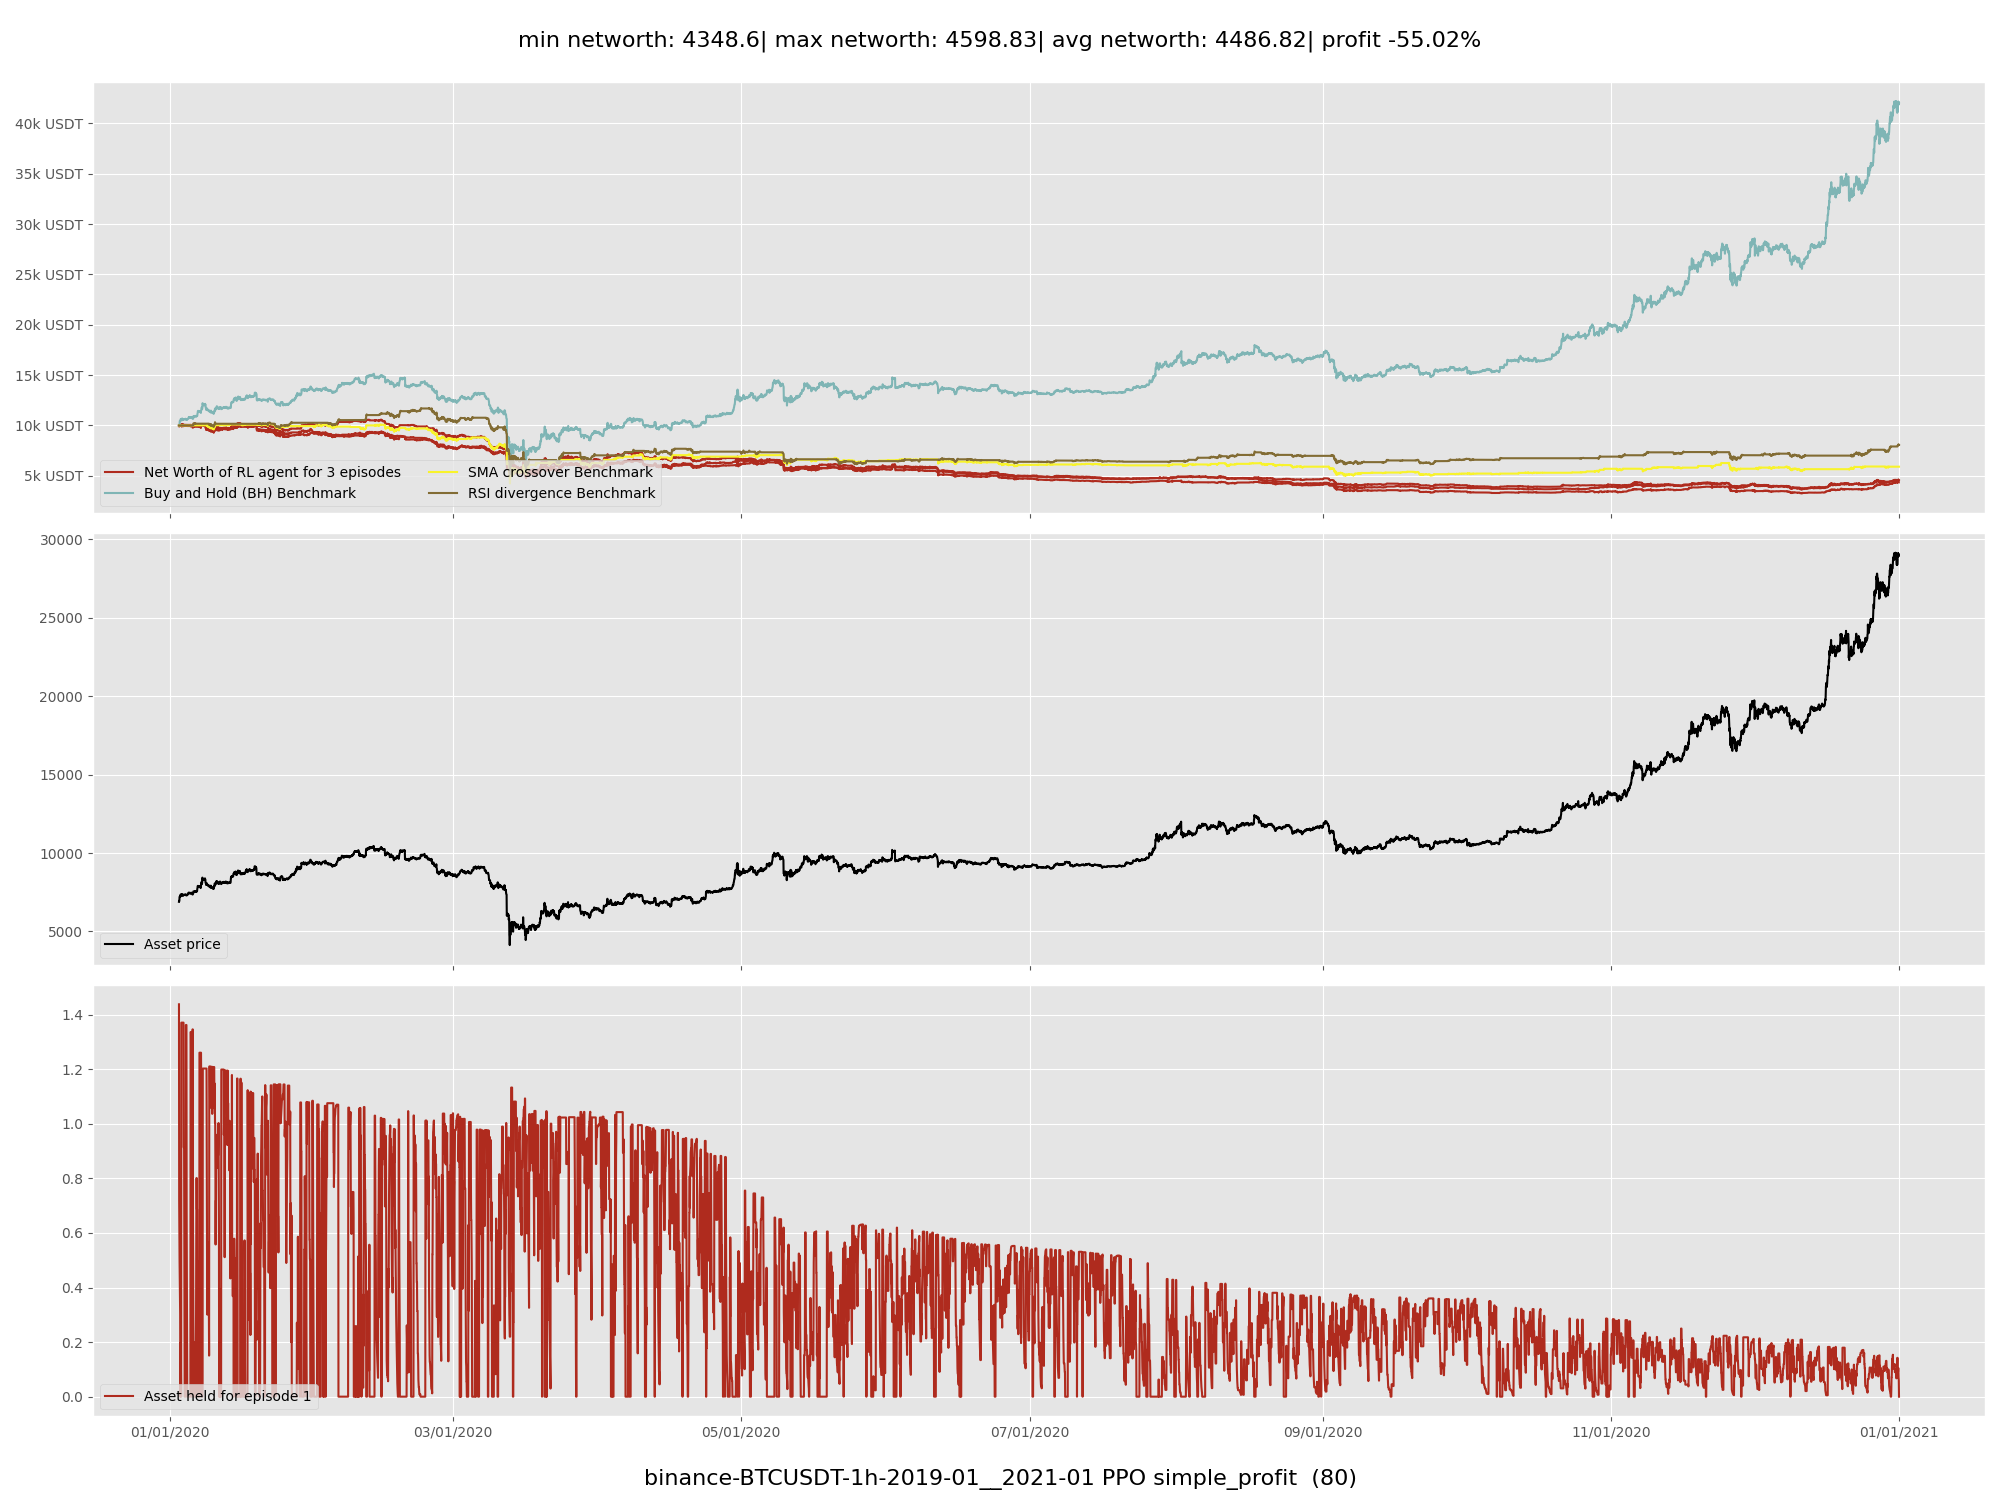 min networth: 4348.6| max networth: 4598.83| avg networth: 4486.82| profit -55.02%
40k USDT
35k USDT
30k USDT
25k USDT
20k USDT
15k USDT
10k USDT
5k USDT
Net Worth of RL agent for 3 episodes
Buy and Hold (BH) Benchmark
SMA crossover Benchmark
RSI divergence Benchmark
30000
25000
20000
15000
10000
5000
Asset price
1.4
1.2
1.0
0.8
0.6
0.4
0.2
0.0
Asset held for episode 1
01/01/2020 03/01/2020 05/01/2020 07/01/2020 09/01/2020 11/01/2020 01/01/2021
binance-BTCUSDT-1h-2019-01__2021-01 PPO simple_profit (80)